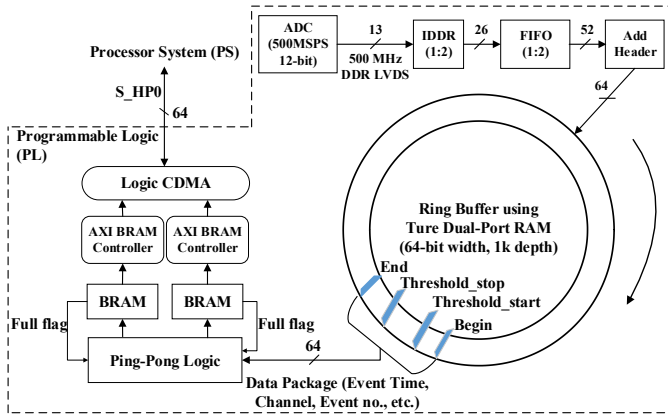 ADC
(500MSPS
12-bit)
13
500 MHz
DDR LVDS
IDDR
(1:2)
26
FIFO
(1:2)
52
Add
Header
64
Processor System (PS)
S_HP0
64
Programmable Logic
(PL)
Logic CDMA
AXI BRAM
Controller
AXI BRAM
Controller
BRAM
BRAM
Full flag
Full flag
Ping-Pong Logic
64
Data Package (Event Time,
Channel, Event no., etc.)
Ring Buffer using
Ture Dual-Port RAM
(64-bit width, 1k depth)
End
Threshold_stop
Threshold_start
Begin